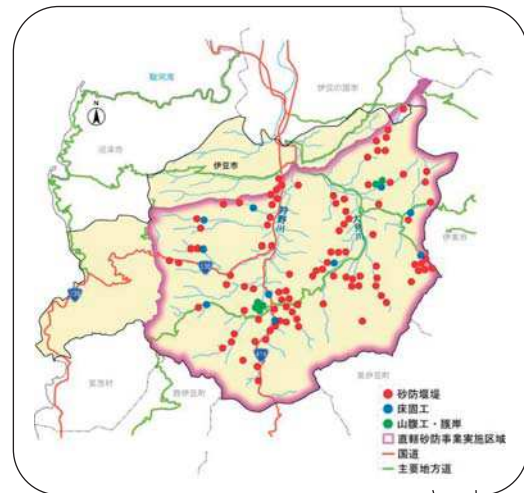 駿河湾
伊豆の国市
N
沼津市
伊豆市
狩野川
大見川
伊東市
136
136
414
西伊豆町
東伊豆町
砂防堰堤
床固工
山腹工・護岸
直轄砂防事業実施区域
国道
主要地方道